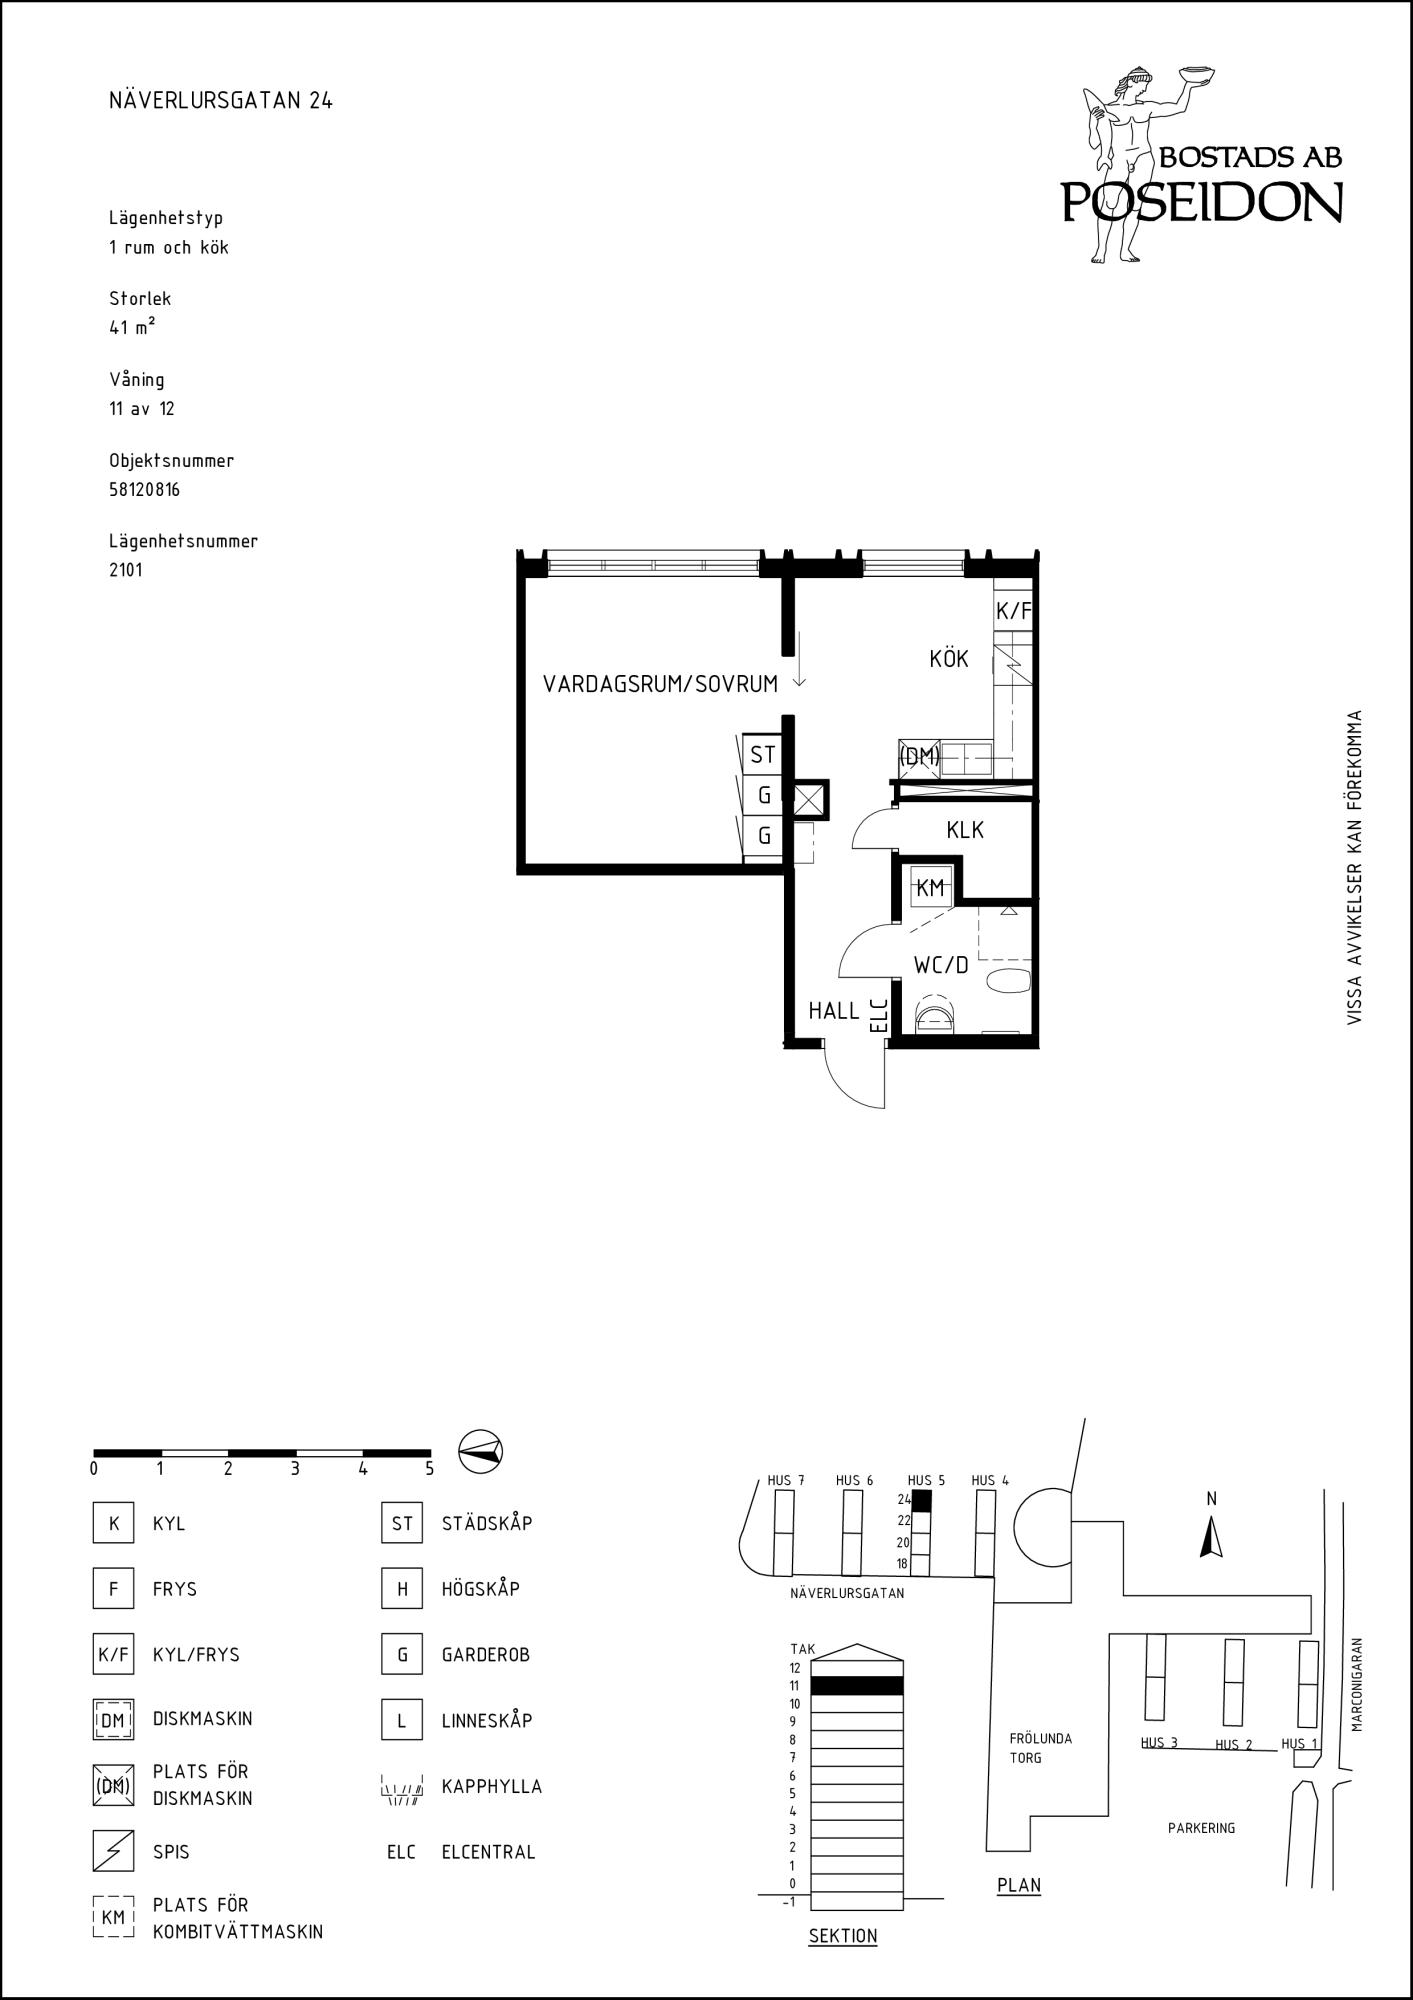 NÄVERLURSGATAN 24
BOSTADS AB
POSEIDON
Lägenhetstyp
1 rum och kök
Storlek
41 m²
Våning
11 av 12
Objektsnummer
58120816
Lägenhetsnummer
2101
K/F
KÖK
VARDAGSRUM/SOVRUM
ST
(DM)
G
KLK
G
KM
WC/D
HALL
ELC
VISSA AVVIKELSER KAN FÖREKOMMA
0 1 2 3 4 5
K KYL
F FRYS
K/F KYL/FRYS
DM DISKMASKIN
(DM) PLATS FÖR
DISKMASKIN
SPIS
KM PLATS FÖR
KOMBITVÄTTMASKIN
ST STÄDSKÅP
H HÖGSKÅP
G GARDEROB
L LINNESKÅP
KAPPHYLLA
ELC ELCENTRAL
HUS 7 HUS 6 HUS 5 HUS 4
24
22
20
18
NÄVERLURSGATAN
N
TAK
12
11
10
9
8
7
6
5
4
3
2
1
0
-1
SEKTION
FRÖLUNDA
TORG
HUS 3 HUS 2 HUS 1
MARCONIGARAN
PARKERING
PLAN